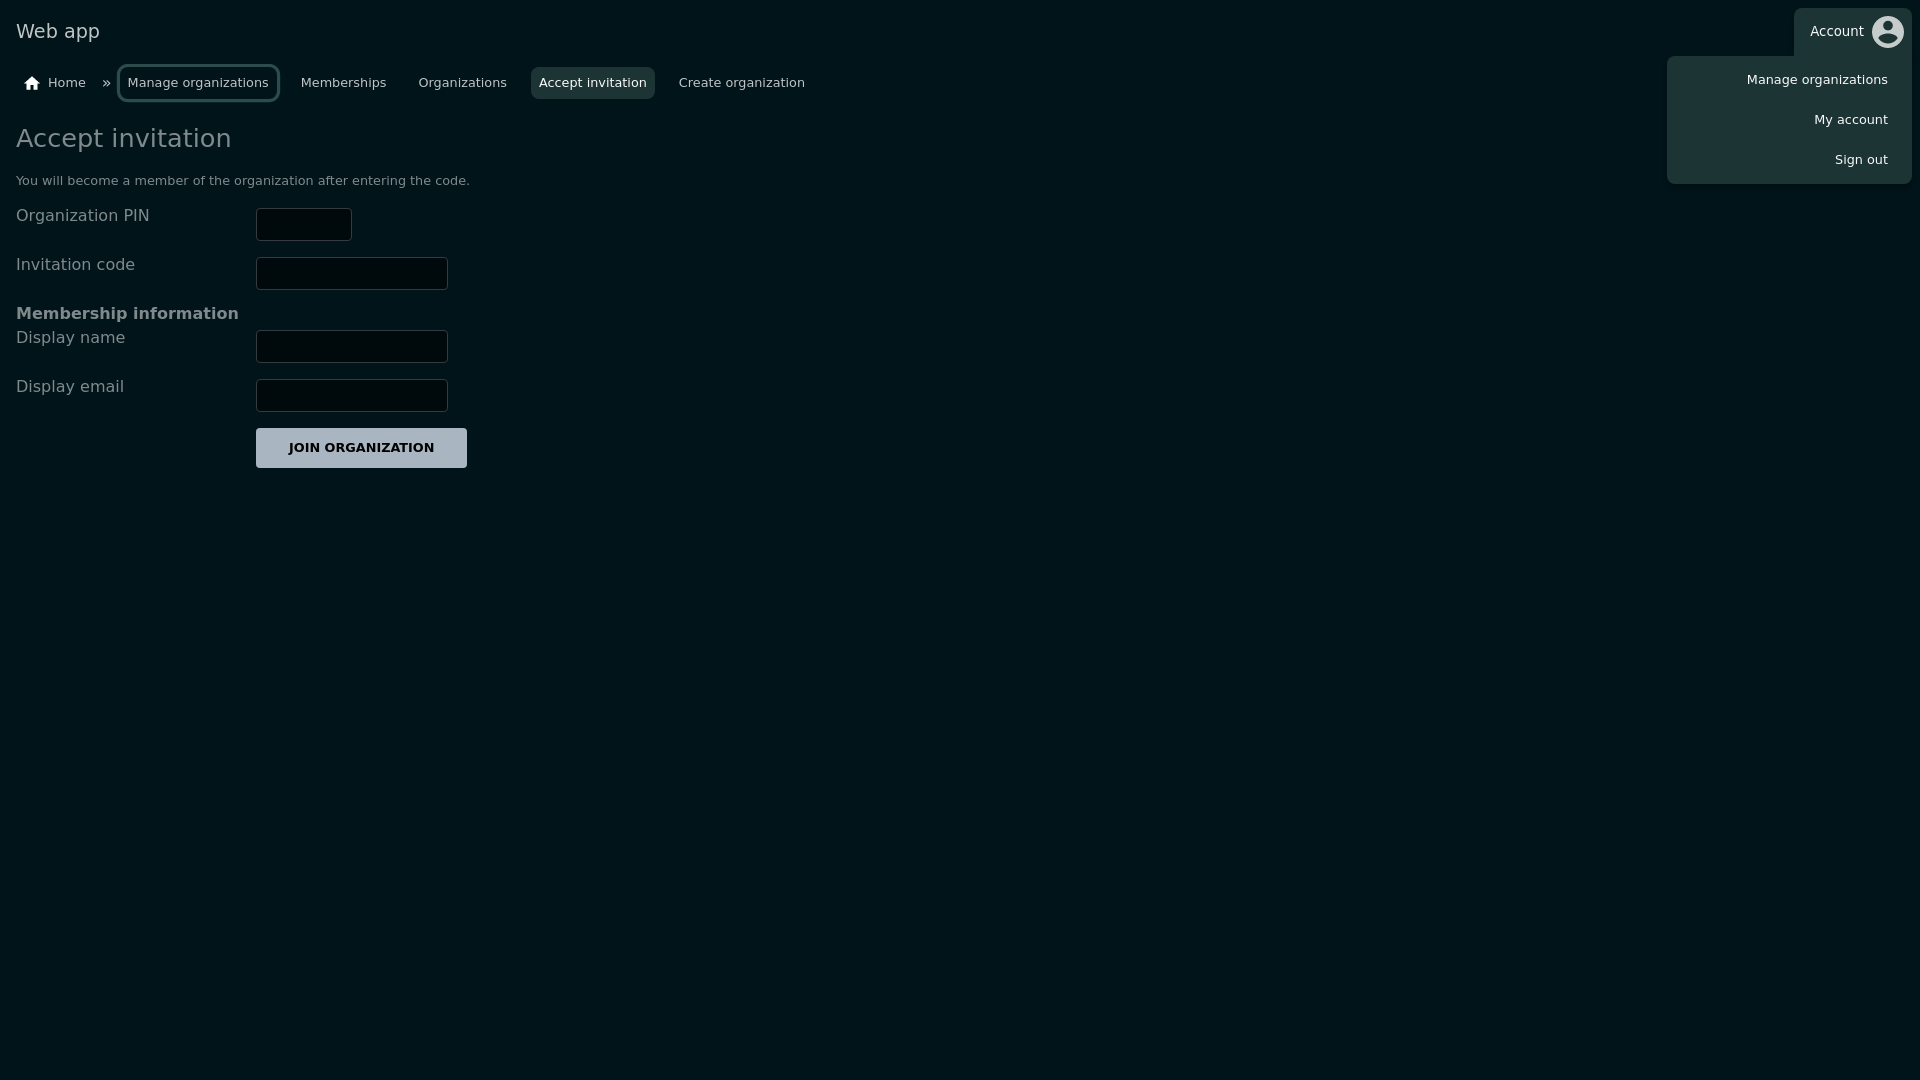 Web app
Account
Home » Manage organizations Memberships Organizations Accept invitation Create organization
Manage organizations
My account
Sign out
Accept invitation
You will become a member of the organization after entering the code.
Organization PIN
Invitation code
Membership information
Display name
Display email
JOIN ORGANIZATION